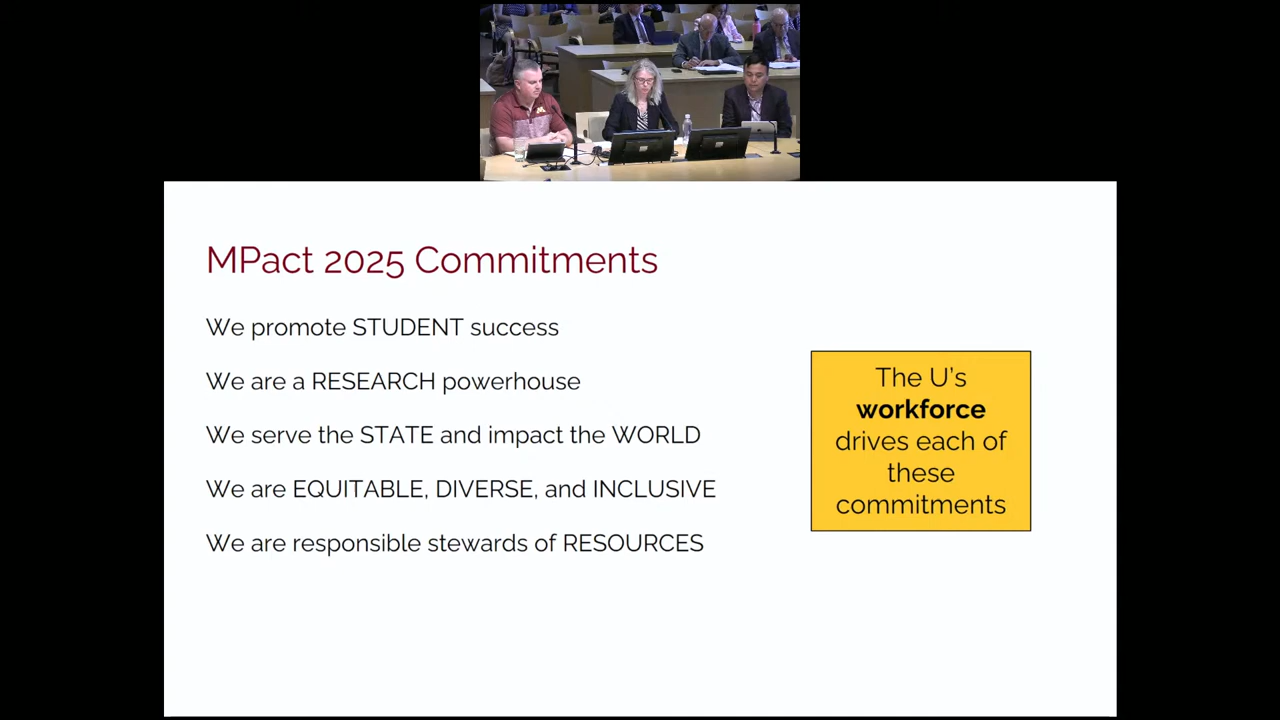 MPact 2025 Commitments
We promote STUDENT success
We are a RESEARCH powerhouse
We serve the STATE and impact the WORLD
We are EQUITABLE, DIVERSE, and INCLUSIVE
We are responsible stewards of RESOURCES
The U's
workforce
drives each of
these
commitments